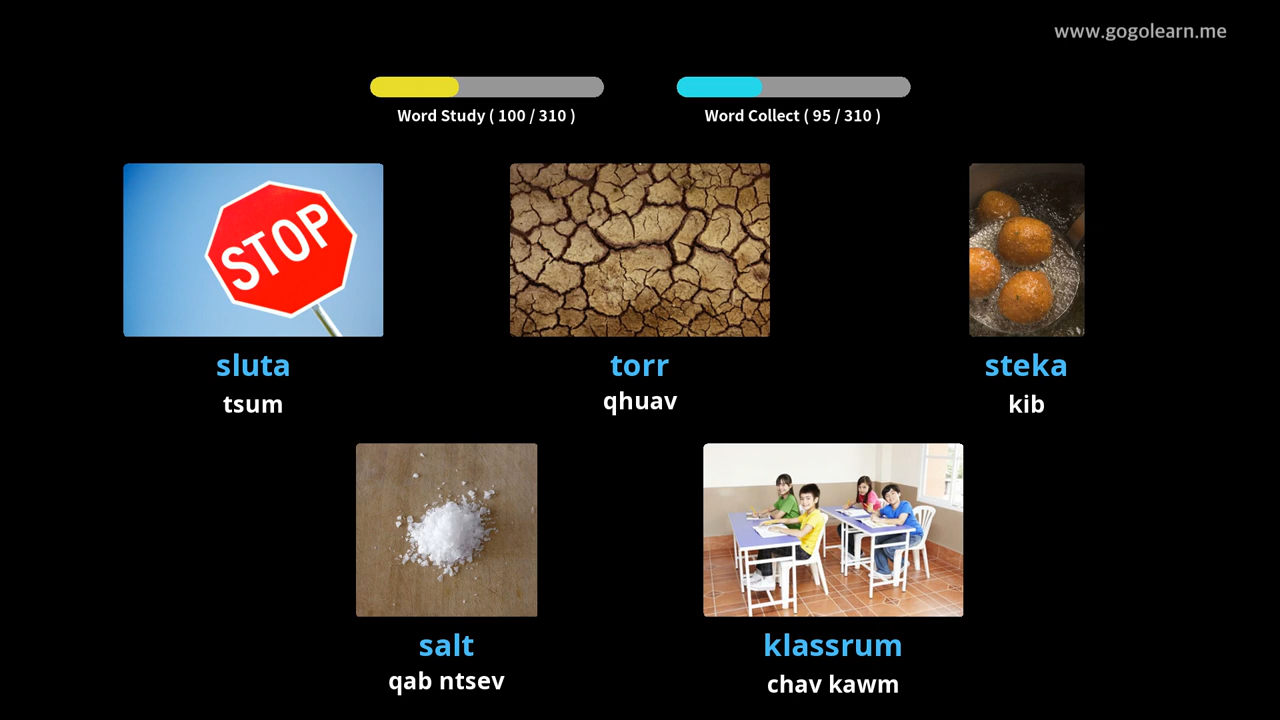 www.gogolearn.me
Word Study ( 100 / 310 )
Word Collect ( 95 / 310 )
STOP
sluta
tsum
torr
qhuav
steka
kib
salt
qab ntsev
klassrum
chav kawm